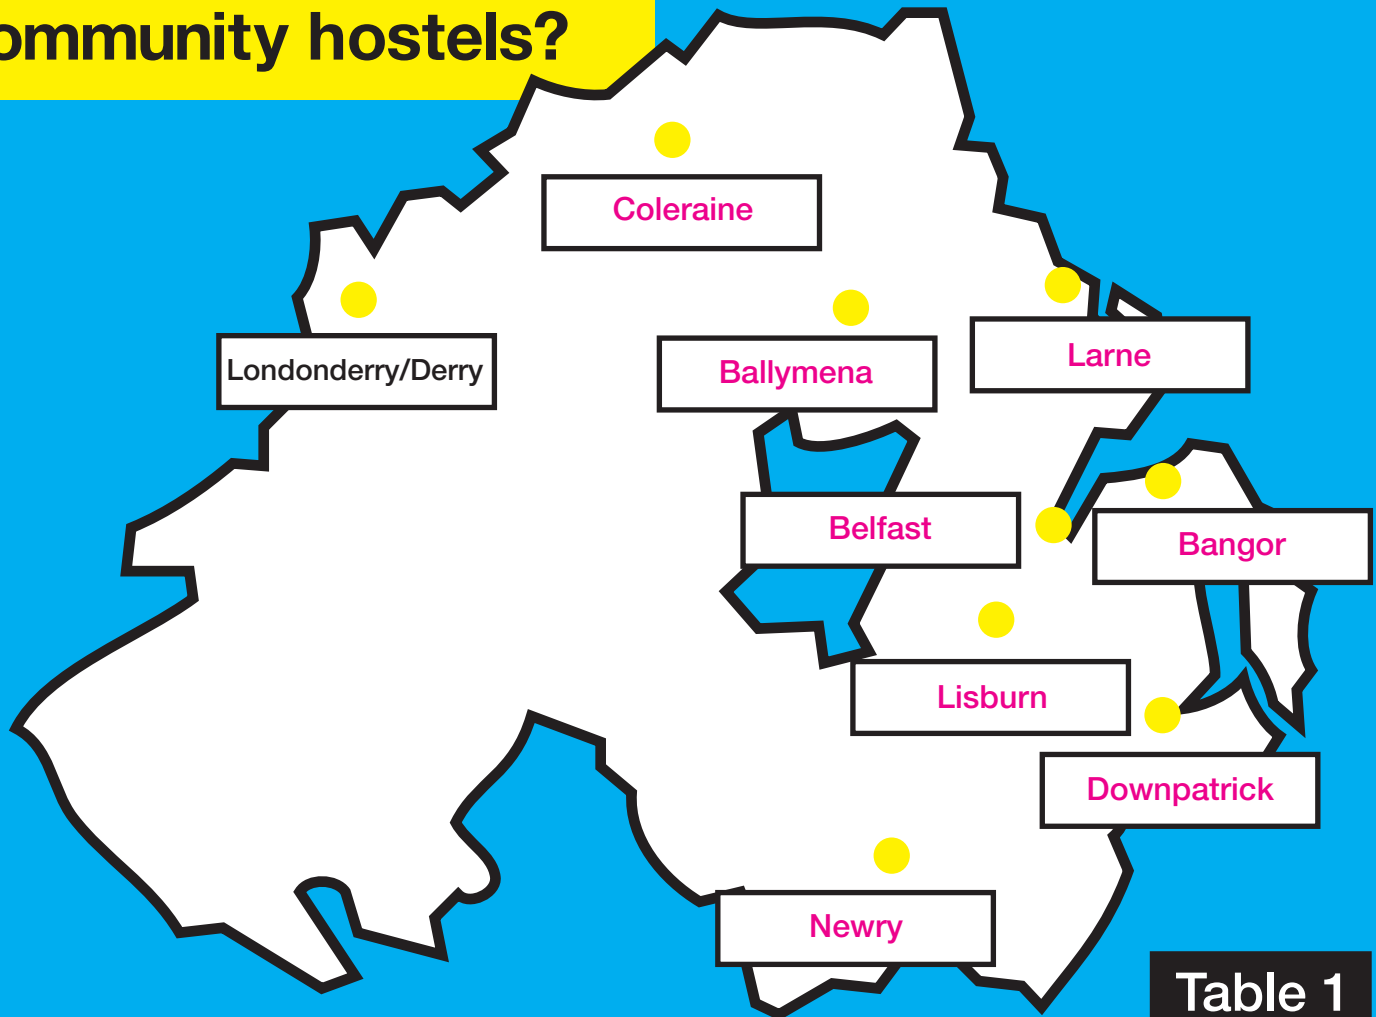 ommunity hostels?
Coleraine
Londonderry/Derry
Ballymena
Larne
Belfast
Bangor
Lisburn
Downpatrick
Newry
Table 1